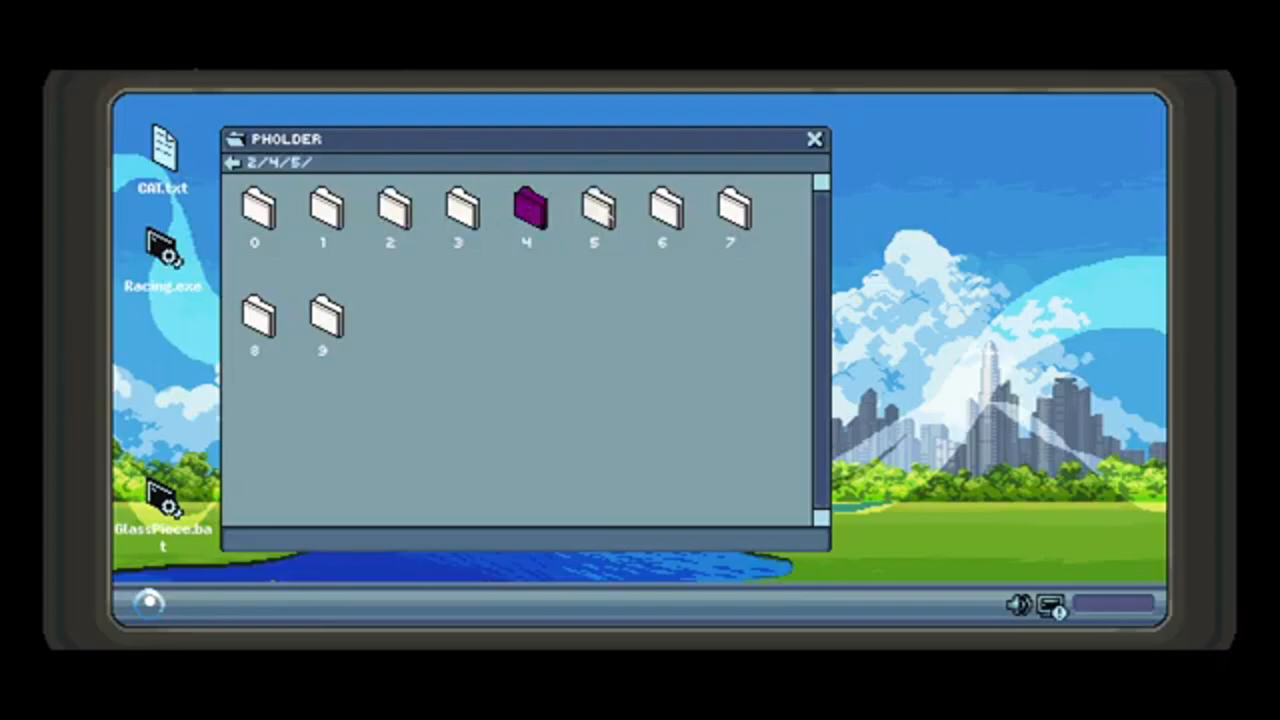 PHOLDER
2/4/5/
CAT.txt
Racing.exe
GlassPiece.ba
t
0 1 2 3 4 5 6 7
8 9